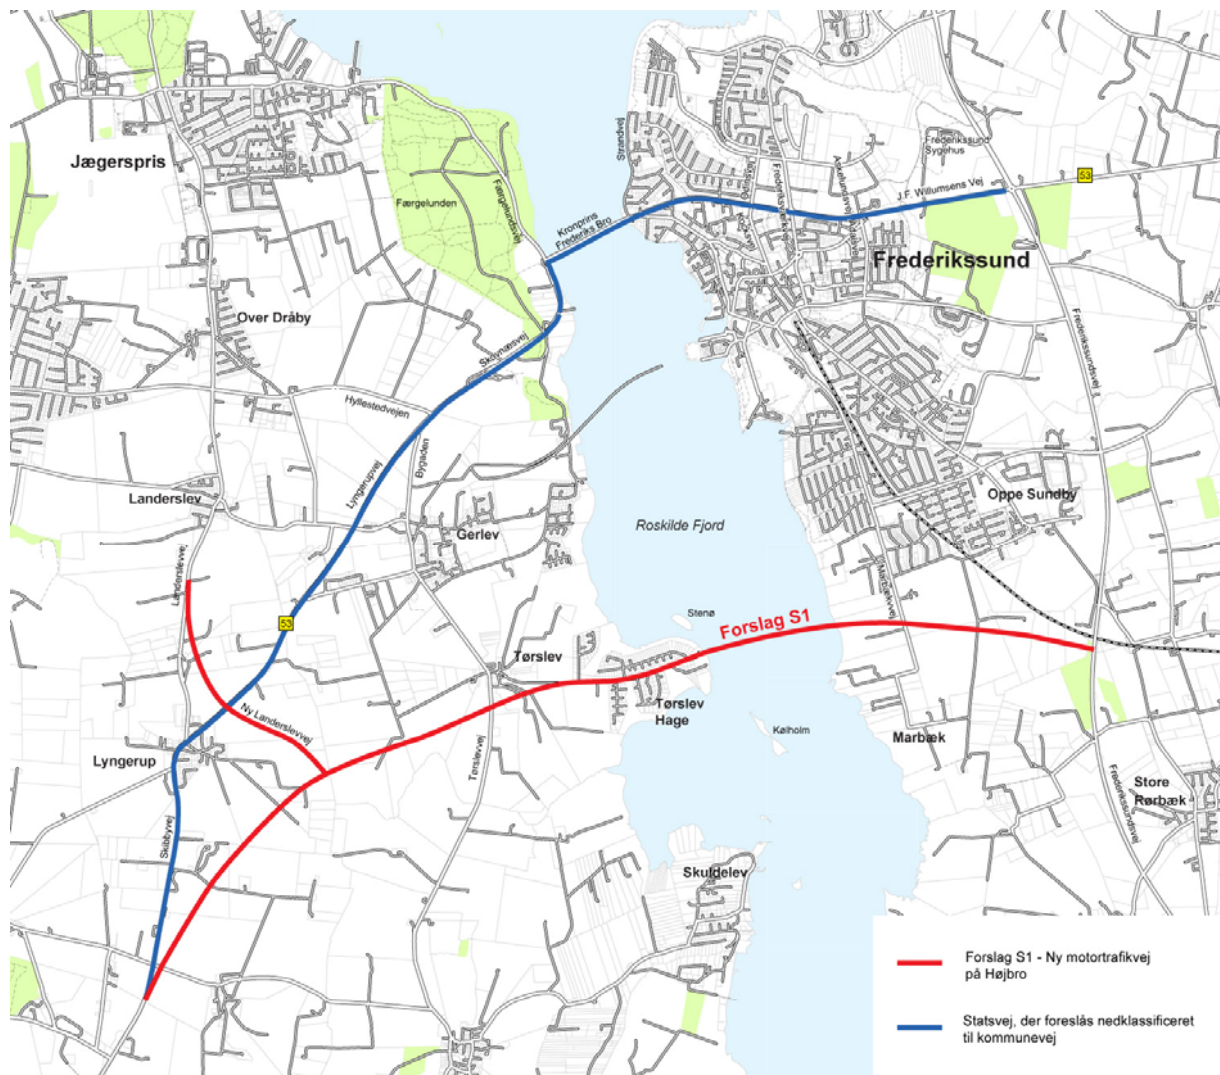 Jægerspris
Færgelunden
Færgelundsvej
Strandvej
Kronprins
Frederiks Bro
Frederikssund
Sygehus
53
J.F. Willumsens Vej
Frederikssund
Over Dråby
Frederikssundsvej
Hyllestedvejen
Bygaden
Lyngerupvej
Landerslev
Oppe Sundby
Gerlev
Roskilde Fjord
Landerslevvej
Marbækvej
53
Stenø
Forslag S1
Tørslev
Tørslev
Hage
Ny Landerslevvej
Kølholm
Marbæk
Lyngerup
Tørslevvej
Store
Rørbæk
Frederikssundsvej
Skibbyvej
Skuldelev
Forslag S1 - Ny motortrafikvej
på Højbro
Statsvej, der foreslås nedklassificeret
til kommunevej